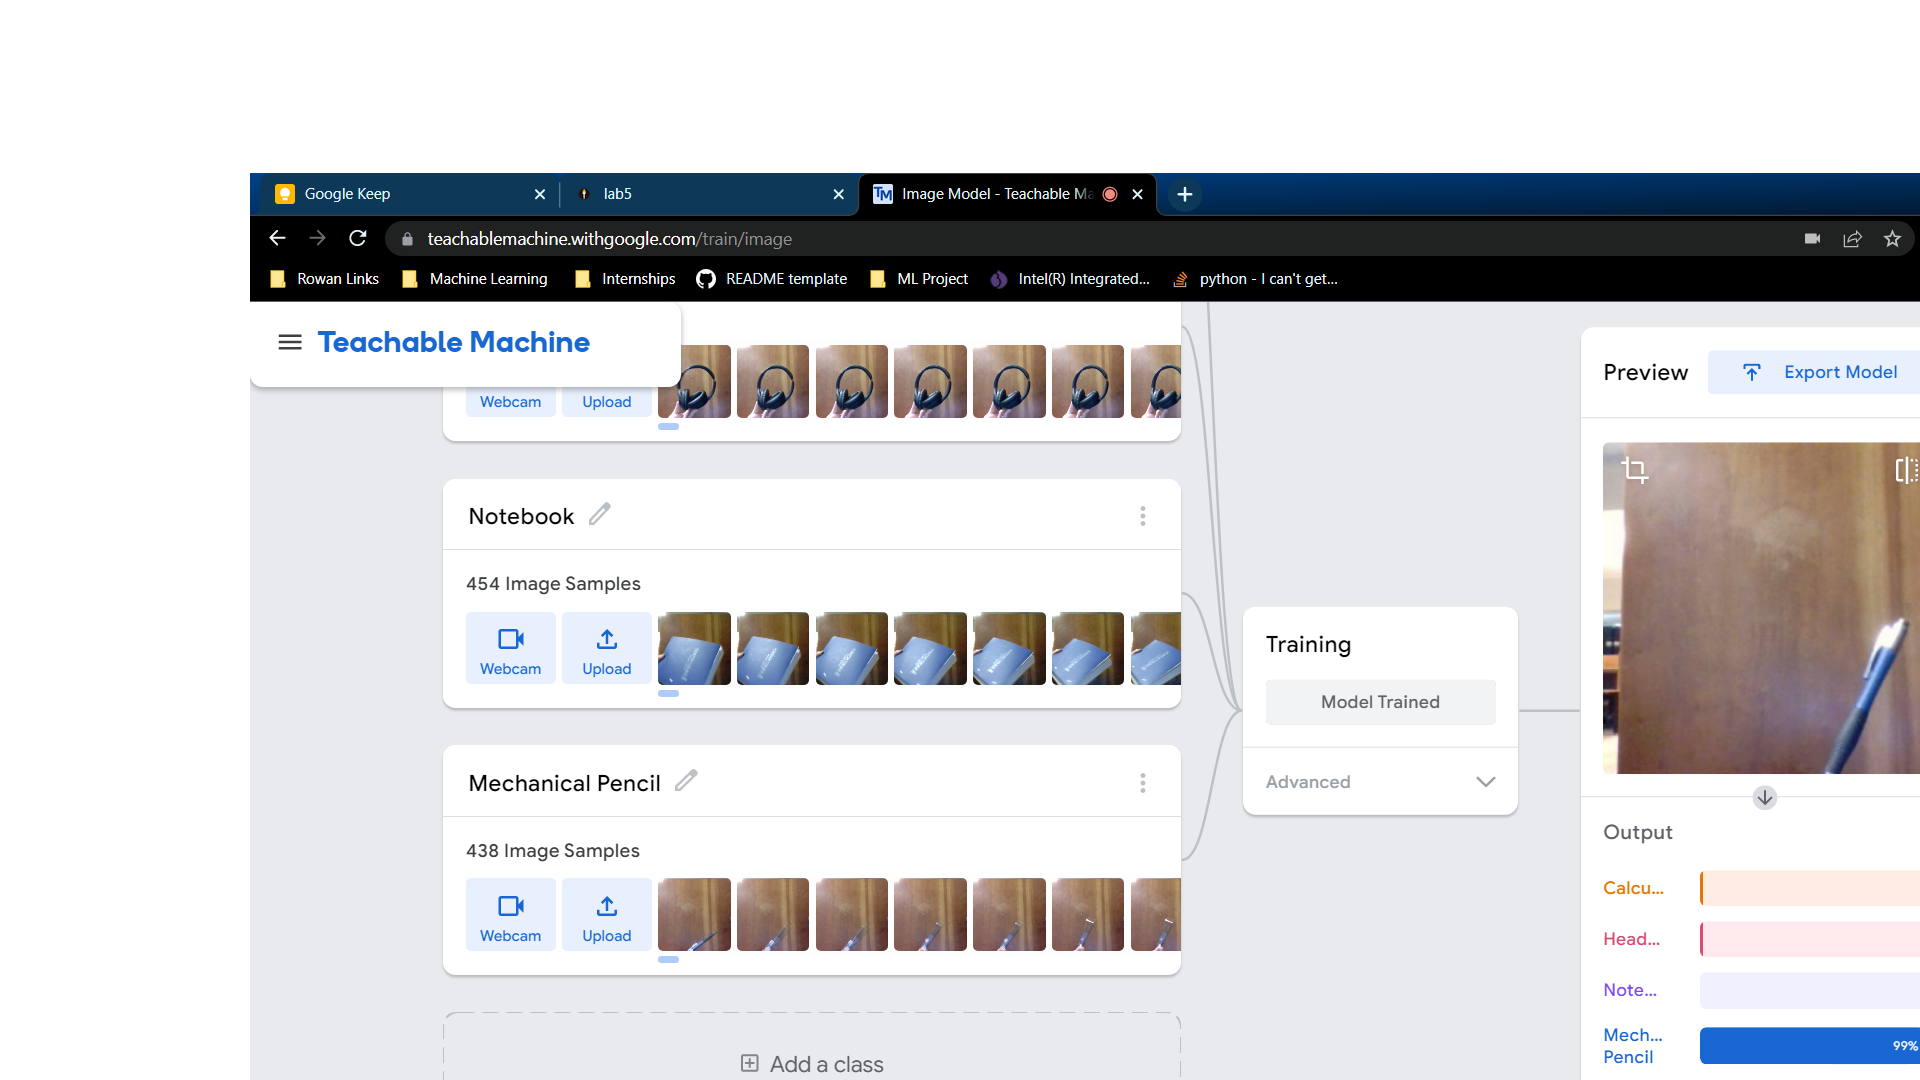 Google Keep
lab5
Image Model - Teachable Ma
teachablemachine.withgoogle.com/train/image
Rowan Links
Machine Learning
Internships
README template
ML Project
Intel(R) Integrated...
python - I can't get...
Teachable Machine
Webcam
Upload
Notebook
454 Image Samples
Webcam
Upload
Mechanical Pencil
438 Image Samples
Webcam
Upload
Add a class
Training
Model Trained
Advanced
Preview
Export Model
Output
Calcu...
Head...
Note...
Mech...
Pencil
99%